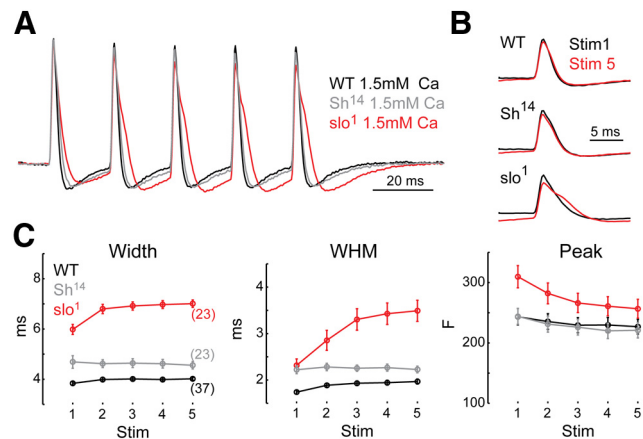 A
WT 1.5mM Ca
Sh14 1.5mM Ca
slo1 1.5mM Ca
20 ms
B
WT
Stim1
Stim 5
Sh14
5 ms
slo1
C
Width
WT
Sh14
slo1
ms
8
6
4
(23)
(23)
(37)
1 2 3 4 5
Stim
WHM
ms
4
3
2
1 2 3 4 5
Stim
Peak
F
300
200
100
1 2 3 4 5
Stim